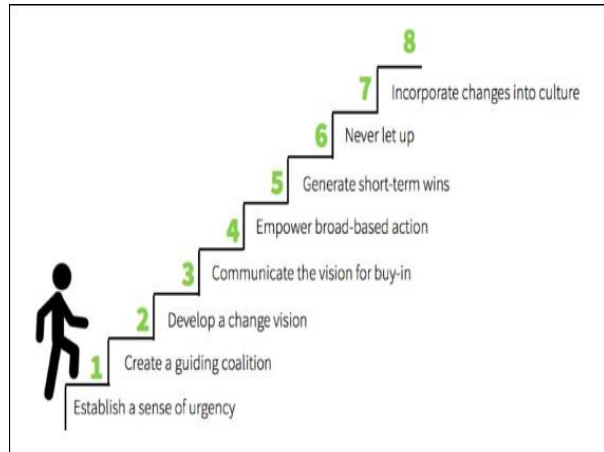 8
7
Incorporate changes into culture
6
Never let up
5
Generate short-term wins
4
Empower broad-based action
3
Communicate the vision for buy-in
2
Develop a change vision
1
Create a guiding coalition
Establish a sense of urgency